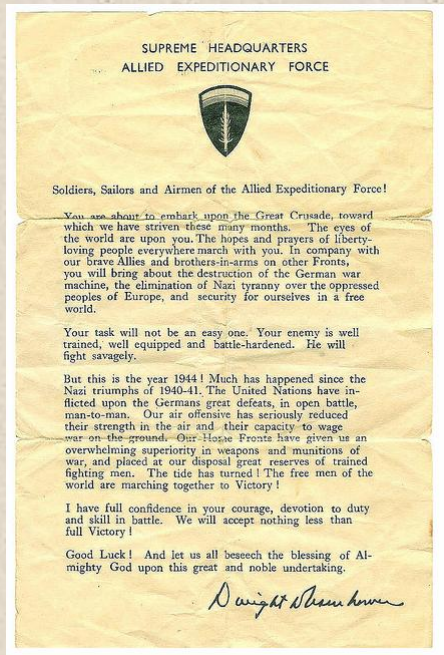 SUPREME HEADQUARTERS
ALLIED EXPEDITIONARY FORCE
Soldiers, Sailors and Airmen of the Allied Expeditionary Force!
You are about to embark upon the Great Crusade, toward
which we have striven these many months. The eyes of
the world are upon you. The hopes and prayers of liberty-
loving people everywhere march with you. In company with
our brave Allies and brothers-in-arms on other Fronts,
you will bring about the destruction of the German war
machine, the elimination of Nazi tyranny over the oppressed
peoples of Europe, and security for ourselves in a free
world.
Your task will not be an easy one. Your enemy is well
trained, well equipped and battle-hardened. He will
fight savagely.
But this is the year 1944! Much has happened since the
Nazi triumphs of 1940-41. The United Nations have in-
flicted upon the Germans great defeats, in open battle,
man-to-man. Our air offensive has seriously reduced
their strength in the air and their capacity to wage
war on the ground. Our Home Fronts have given us an
overwhelming superiority in weapons and munitions of
war, and placed at our disposal great reserves of trained
fighting men. The tide has turned! The free men of the
world are marching together to Victory!
I have full confidence in your courage, devotion to duty
and skill in battle. We will accept nothing less than
full Victory!
Good Luck! And let us all beseech the blessing of Al-
mighty God upon this great and noble undertaking.
Dwight D Eisenhower